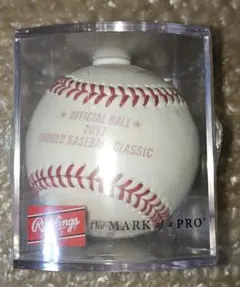 ★ OFFICIAL BALL ★
2017
WORLD BASEBALL CLASSIC
Rawlings
the MARK of a PRO